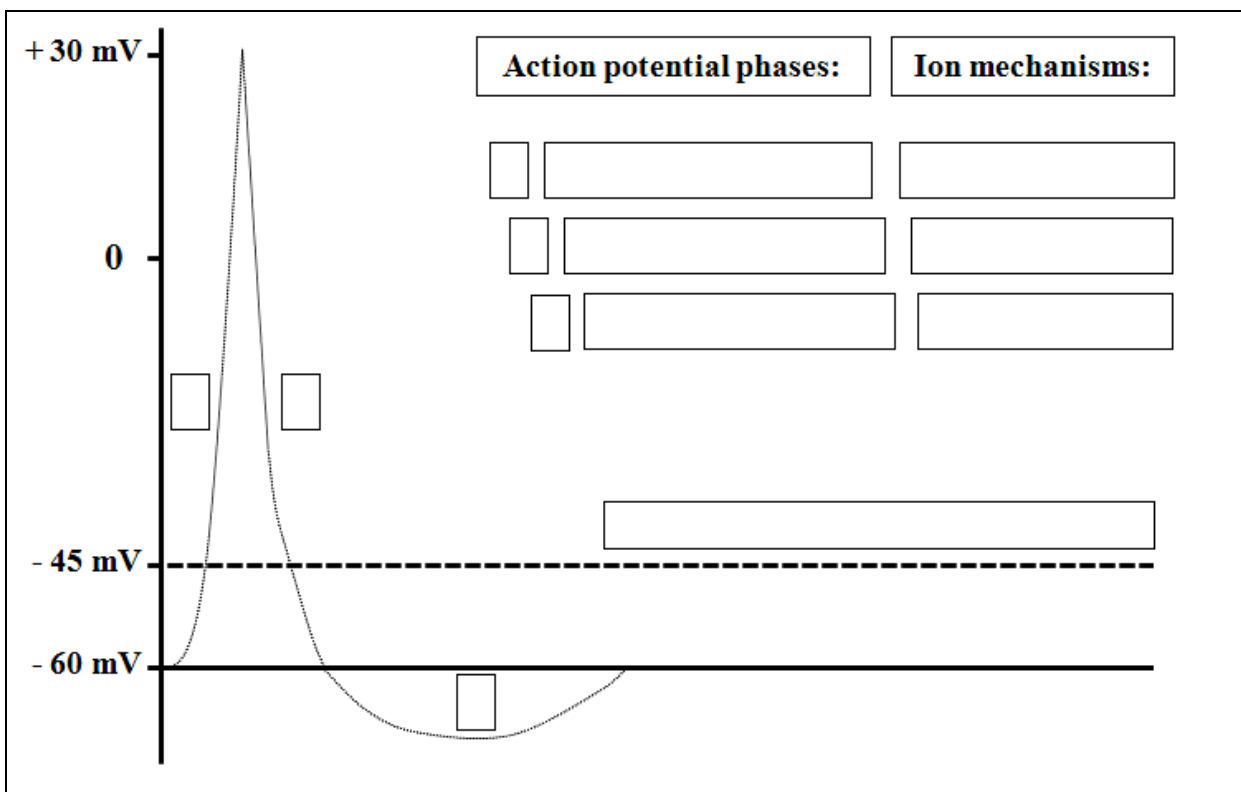 + 30 mV
Action potential phases:
Ion mechanisms:
0
- 45 mV
- 60 mV